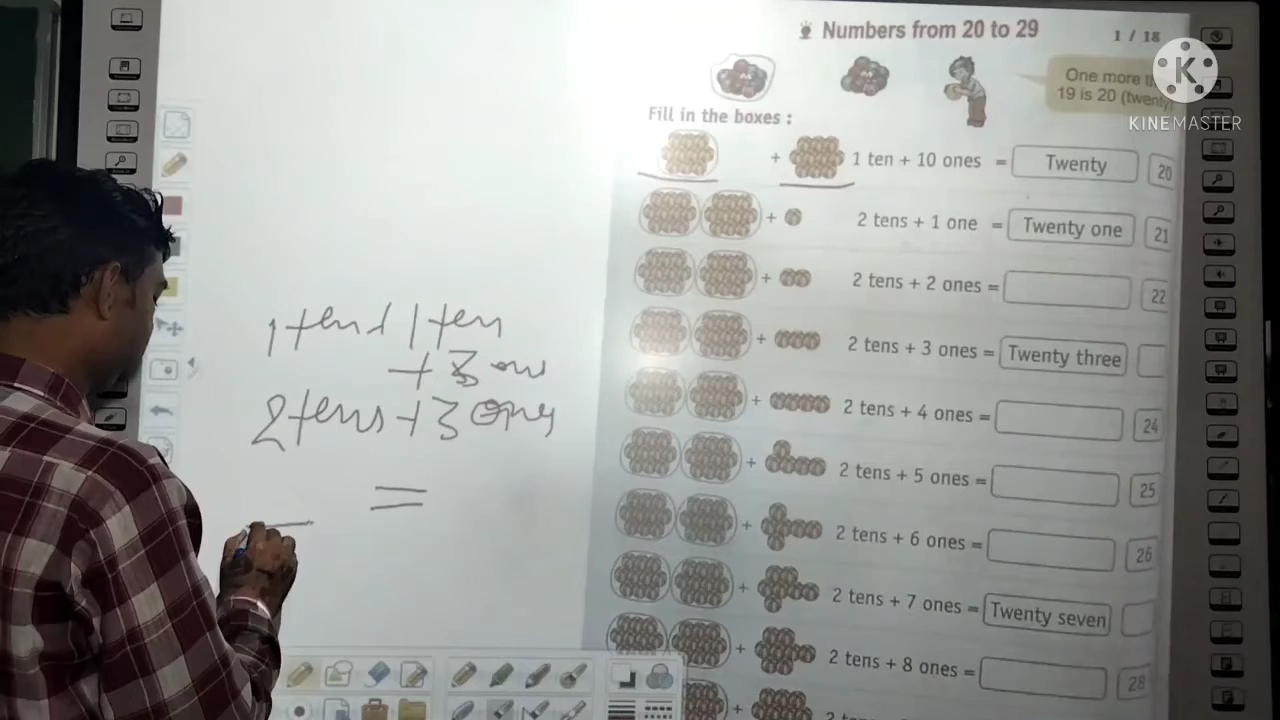 Numbers from 20 to 29
1 / 18
One more
19 is 20 (twenty)
KINEMASTER
Fill in the boxes :
+ 1 ten + 10 ones = Twenty 20
+ 2 tens + 1 one = Twenty one 21
+ 2 tens + 2 ones = 22
+ 2 tens + 3 ones = Twenty three
+ 2 tens + 4 ones = 24
+ 2 tens + 5 ones = 25
+ 2 tens + 6 ones = 26
+ 2 tens + 7 ones = Twenty seven
+ 2 tens + 8 ones = 28
+
1 ten 1 ten
+ 3
2 tens + 3 ones
=